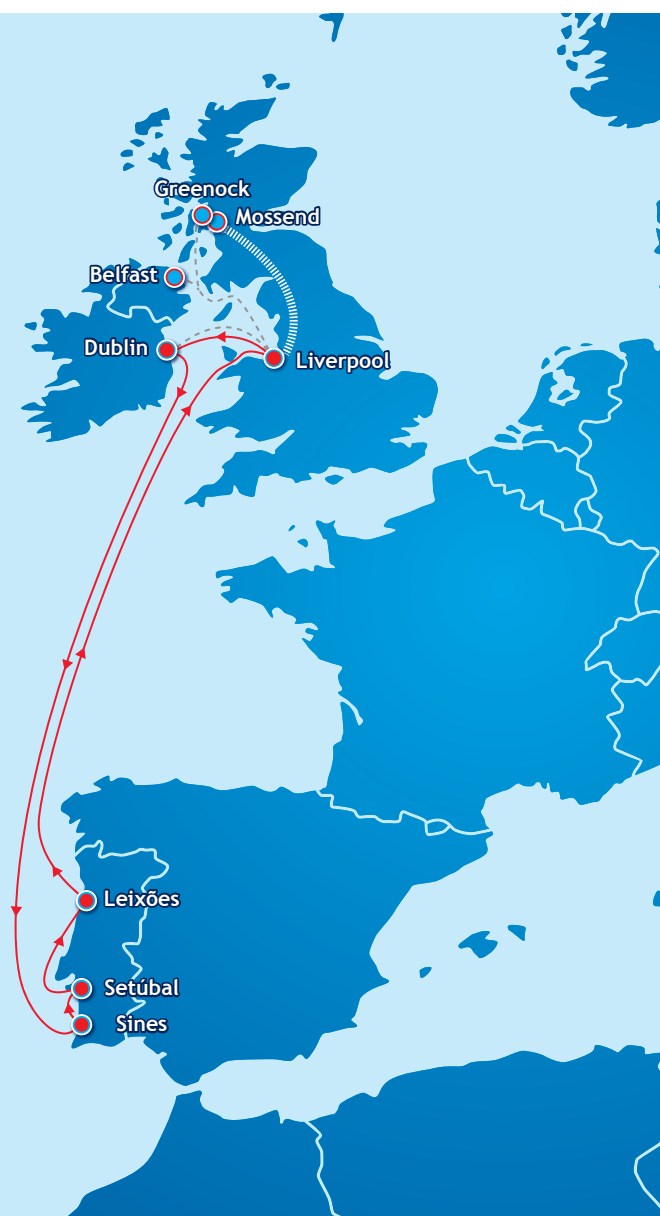 Greenock
Mossend
Belfast
Dublin
Liverpool
Leixões
Setúbal
Sines